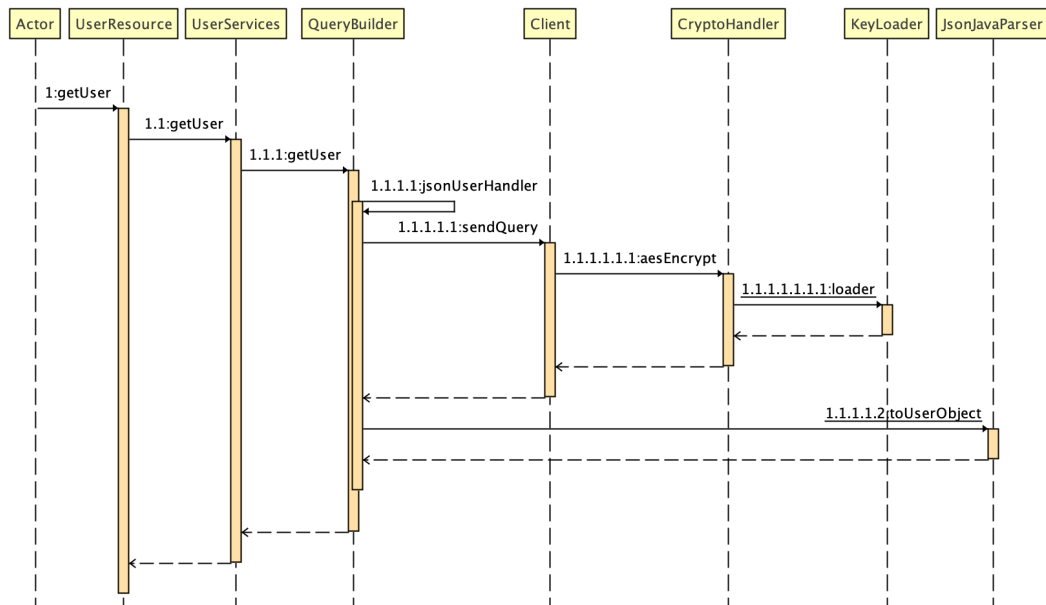 Actor UserResource UserServices QueryBuilder Client CryptoHandler KeyLoader JsonJavaParser
1:getUser
1.1:getUser
1.1.1:getUser
1.1.1.1:jsonUserHandler
1.1.1.1.1:sendQuery
1.1.1.1.1.1:aesEncrypt
1.1.1.1.1.1.1:loader
1.1.1.1.2:toUserObject